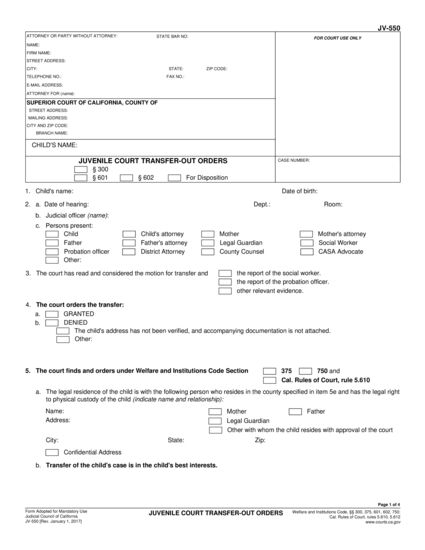 JV-550
ATTORNEY OR PARTY WITHOUT ATTORNEY STATE BAR NO:
FOR COURT USE ONLY
NAME:
FIRM NAME:
STREET ADDRESS:
CITY: STATE: ZIP CODE:
TELEPHONE NO.: FAX NO.:
E-MAIL ADDRESS:
ATTORNEY FOR (name):
SUPERIOR COURT OF CALIFORNIA, COUNTY OF
STREET ADDRESS:
MAILING ADDRESS:
CITY AND ZIP CODE:
BRANCH NAME:
CHILD'S NAME:
JUVENILE COURT TRANSFER-OUT ORDERS
CASE NUMBER:
§ 300
§ 601 § 602 For Disposition
1. Child's name: Date of birth:
2. a. Date of hearing: Dept.: Room:
b. Judicial officer (name):
c. Persons present:
Child Child's attorney Mother Mother's attorney
Father Father's attorney Legal Guardian Social Worker
Probation officer District Attorney County Counsel CASA Advocate
Other:
3. The court has read and considered the motion for transfer and the report of the social worker.
the report of the probation officer.
other relevant evidence.
4. The court orders the transfer:
a. GRANTED
b. DENIED
The child's address has not been verified, and accompanying documentation is not attached.
Other:
5. The court finds and orders under Welfare and Institutions Code Section 375 750 and
Cal. Rules of Court, rule 5.610
a. The legal residence of the child is with the following person who resides in the county specified in item 5e and has the legal right
to physical custody of the child (indicate name and relationship):
Name: Mother Father
Address: Legal Guardian
Other with whom the child resides with approval of the court
City: State: Zip:
Confidential Address
b. Transfer of the child's case is in the child's best interests.
Page 1 of 4
Form Adopted for Mandatory Use
Judicial Council of California
JV-550 [Rev. January 1, 2017]
JUVENILE COURT TRANSFER-OUT ORDERS
Welfare and Institutions Code, §§ 300, 375, 601, 602, 750;
Cal. Rules of Court, rules 5.610, 5.612
www.courts.ca.gov